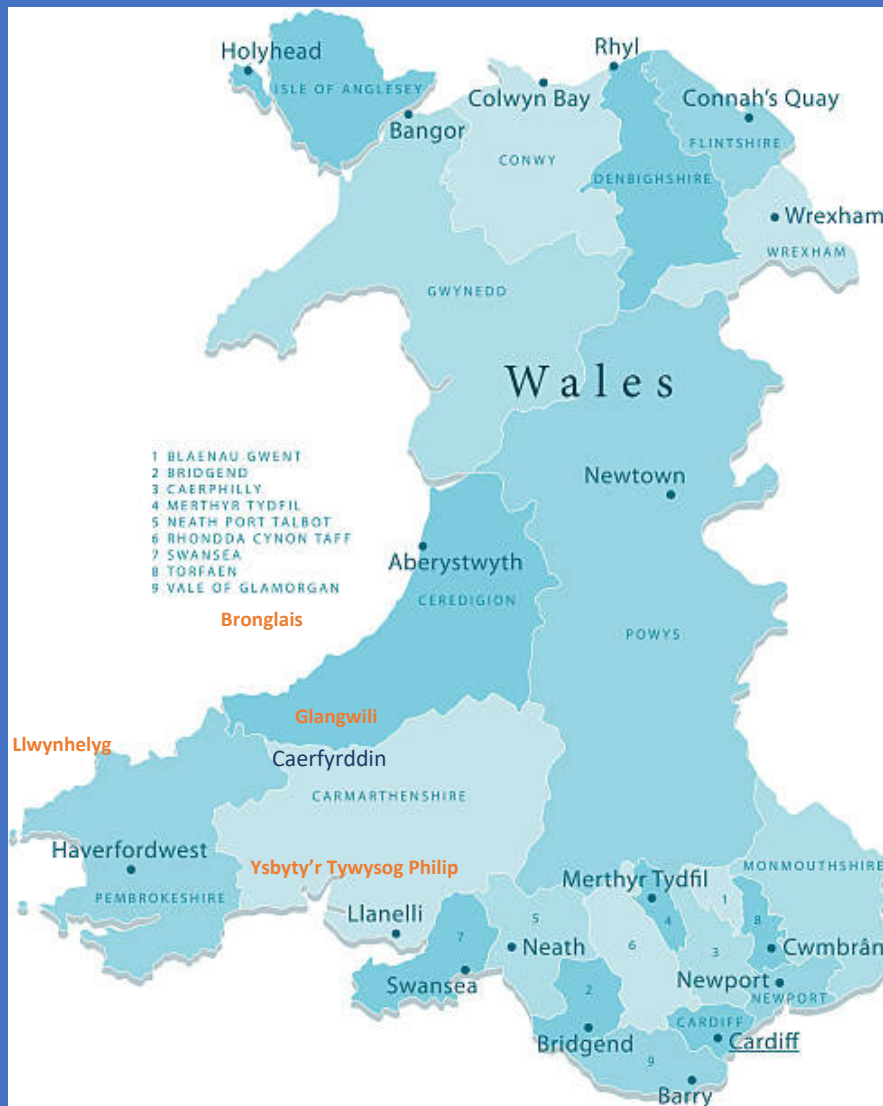 Holyhead
Rhyl
ISLE OF ANGLESEY
Colwyn Bay
Connah's Quay
Bangor
FLINTSHIRE
CONWY
DENBIGHSHIRE
Wrexham
WREXHAM
GWYNEDD
Wales
1 BLAENAU GWENT
2 BRIDGEND
3 CAERPHILLY
4 MERTHYR TYDFIL
5 NEATH PORT TALBOT
6 RHONDDA CYNON TAFF
7 SWANSEA
8 TORFAEN
9 VALE OF GLAMORGAN
Newtown
Aberystwyth
CEREDIGION
Bronglais
POWYS
Glangwili
Llwynhelyg
Caerfyrddin
CARMARTHENSHIRE
Haverfordwest
Ysbyty'r Tywysog Philip
MONMOUTHSHIRE
Merthyr Tydfil
PEMBROKESHIRE
1
Llanelli
5
4
8
7
6
3
Neath
Cwmbrân
Swansea
2
Newport
NEWPORT
CARDIFF
Bridgend
Cardiff
9
Barry